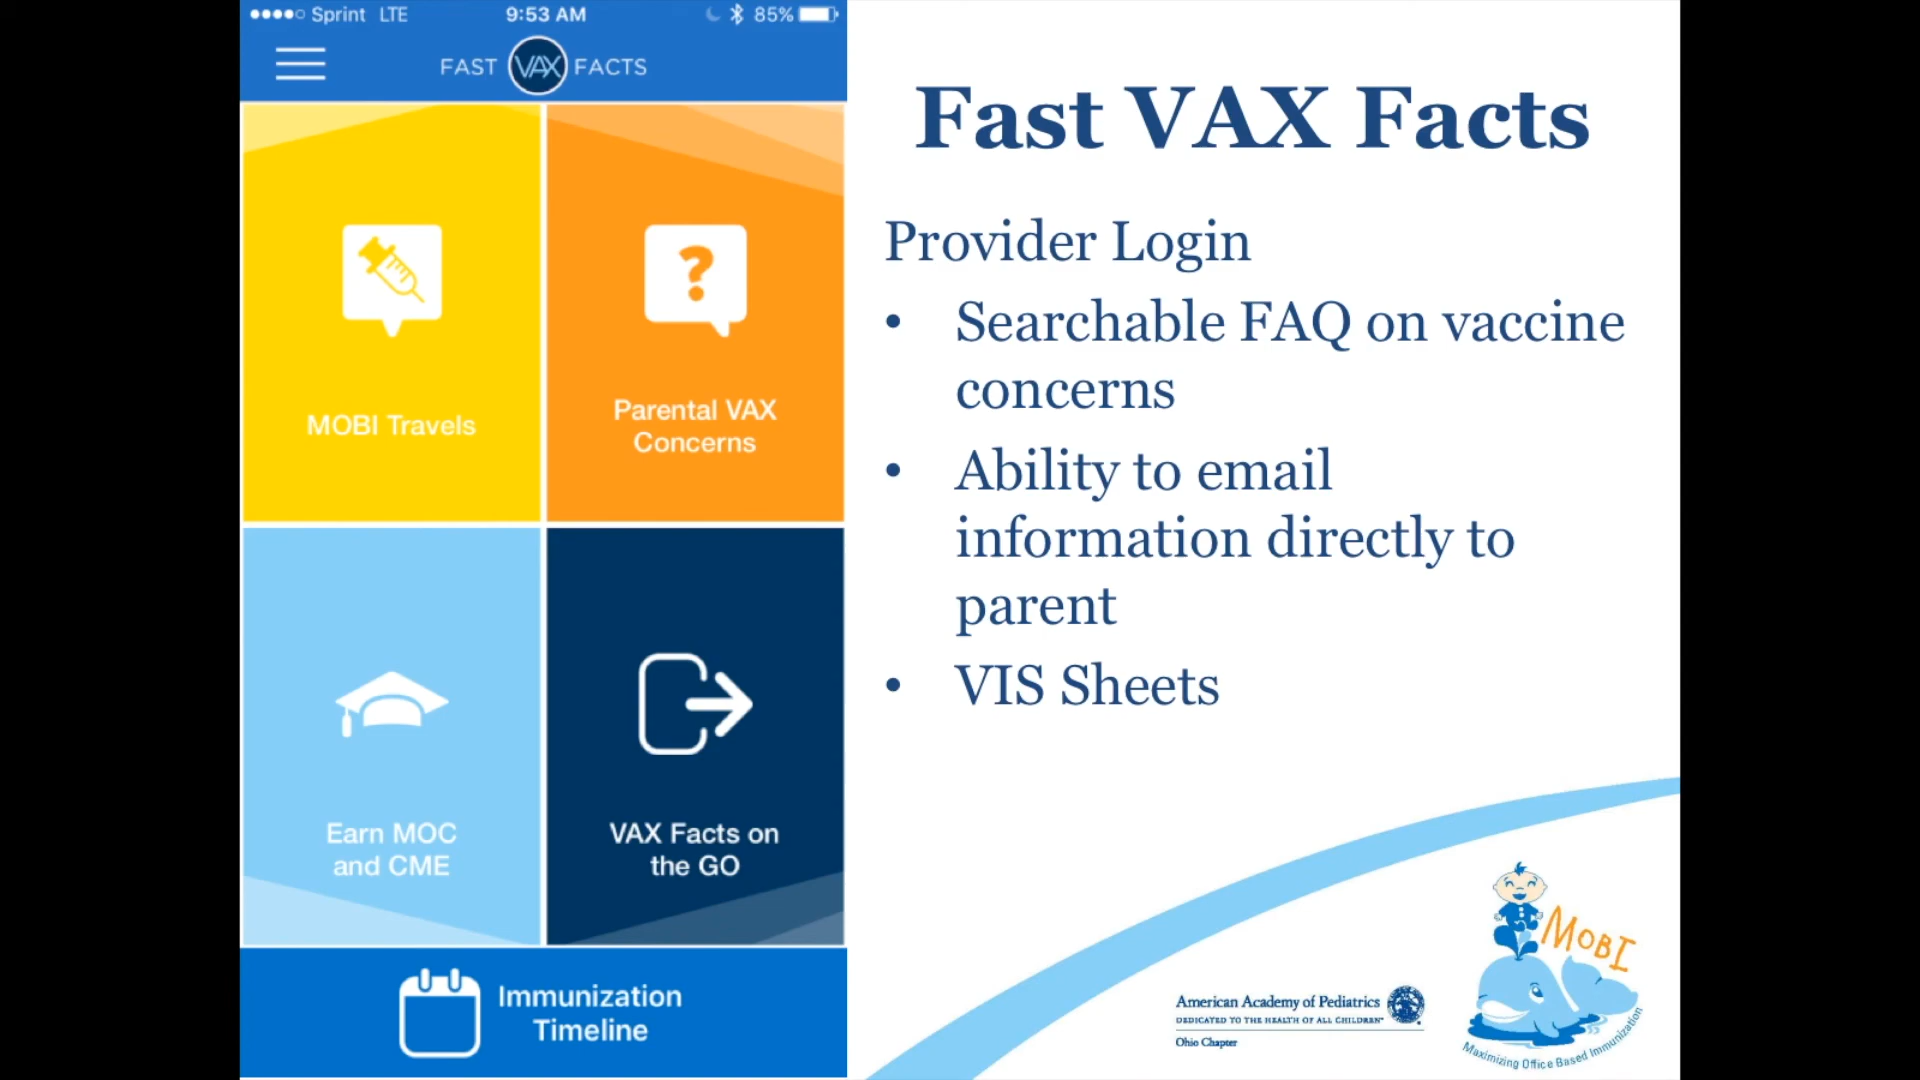 Sprint LTE 9:53 AM 85%
FAST VAX FACTS
MOBI Travels
Parental VAX
Concerns
Earn MOC
and CME
VAX Facts on
the GO
Immunization
Timeline
Fast VAX Facts
Provider Login
• Searchable FAQ on vaccine
concerns
• Ability to email
information directly to
parent
• VIS Sheets
American Academy of Pediatrics
DEDICATED TO THE HEALTH OF ALL CHILDREN™
Ohio Chapter
MOBI
Maximizing Office Based Immunization